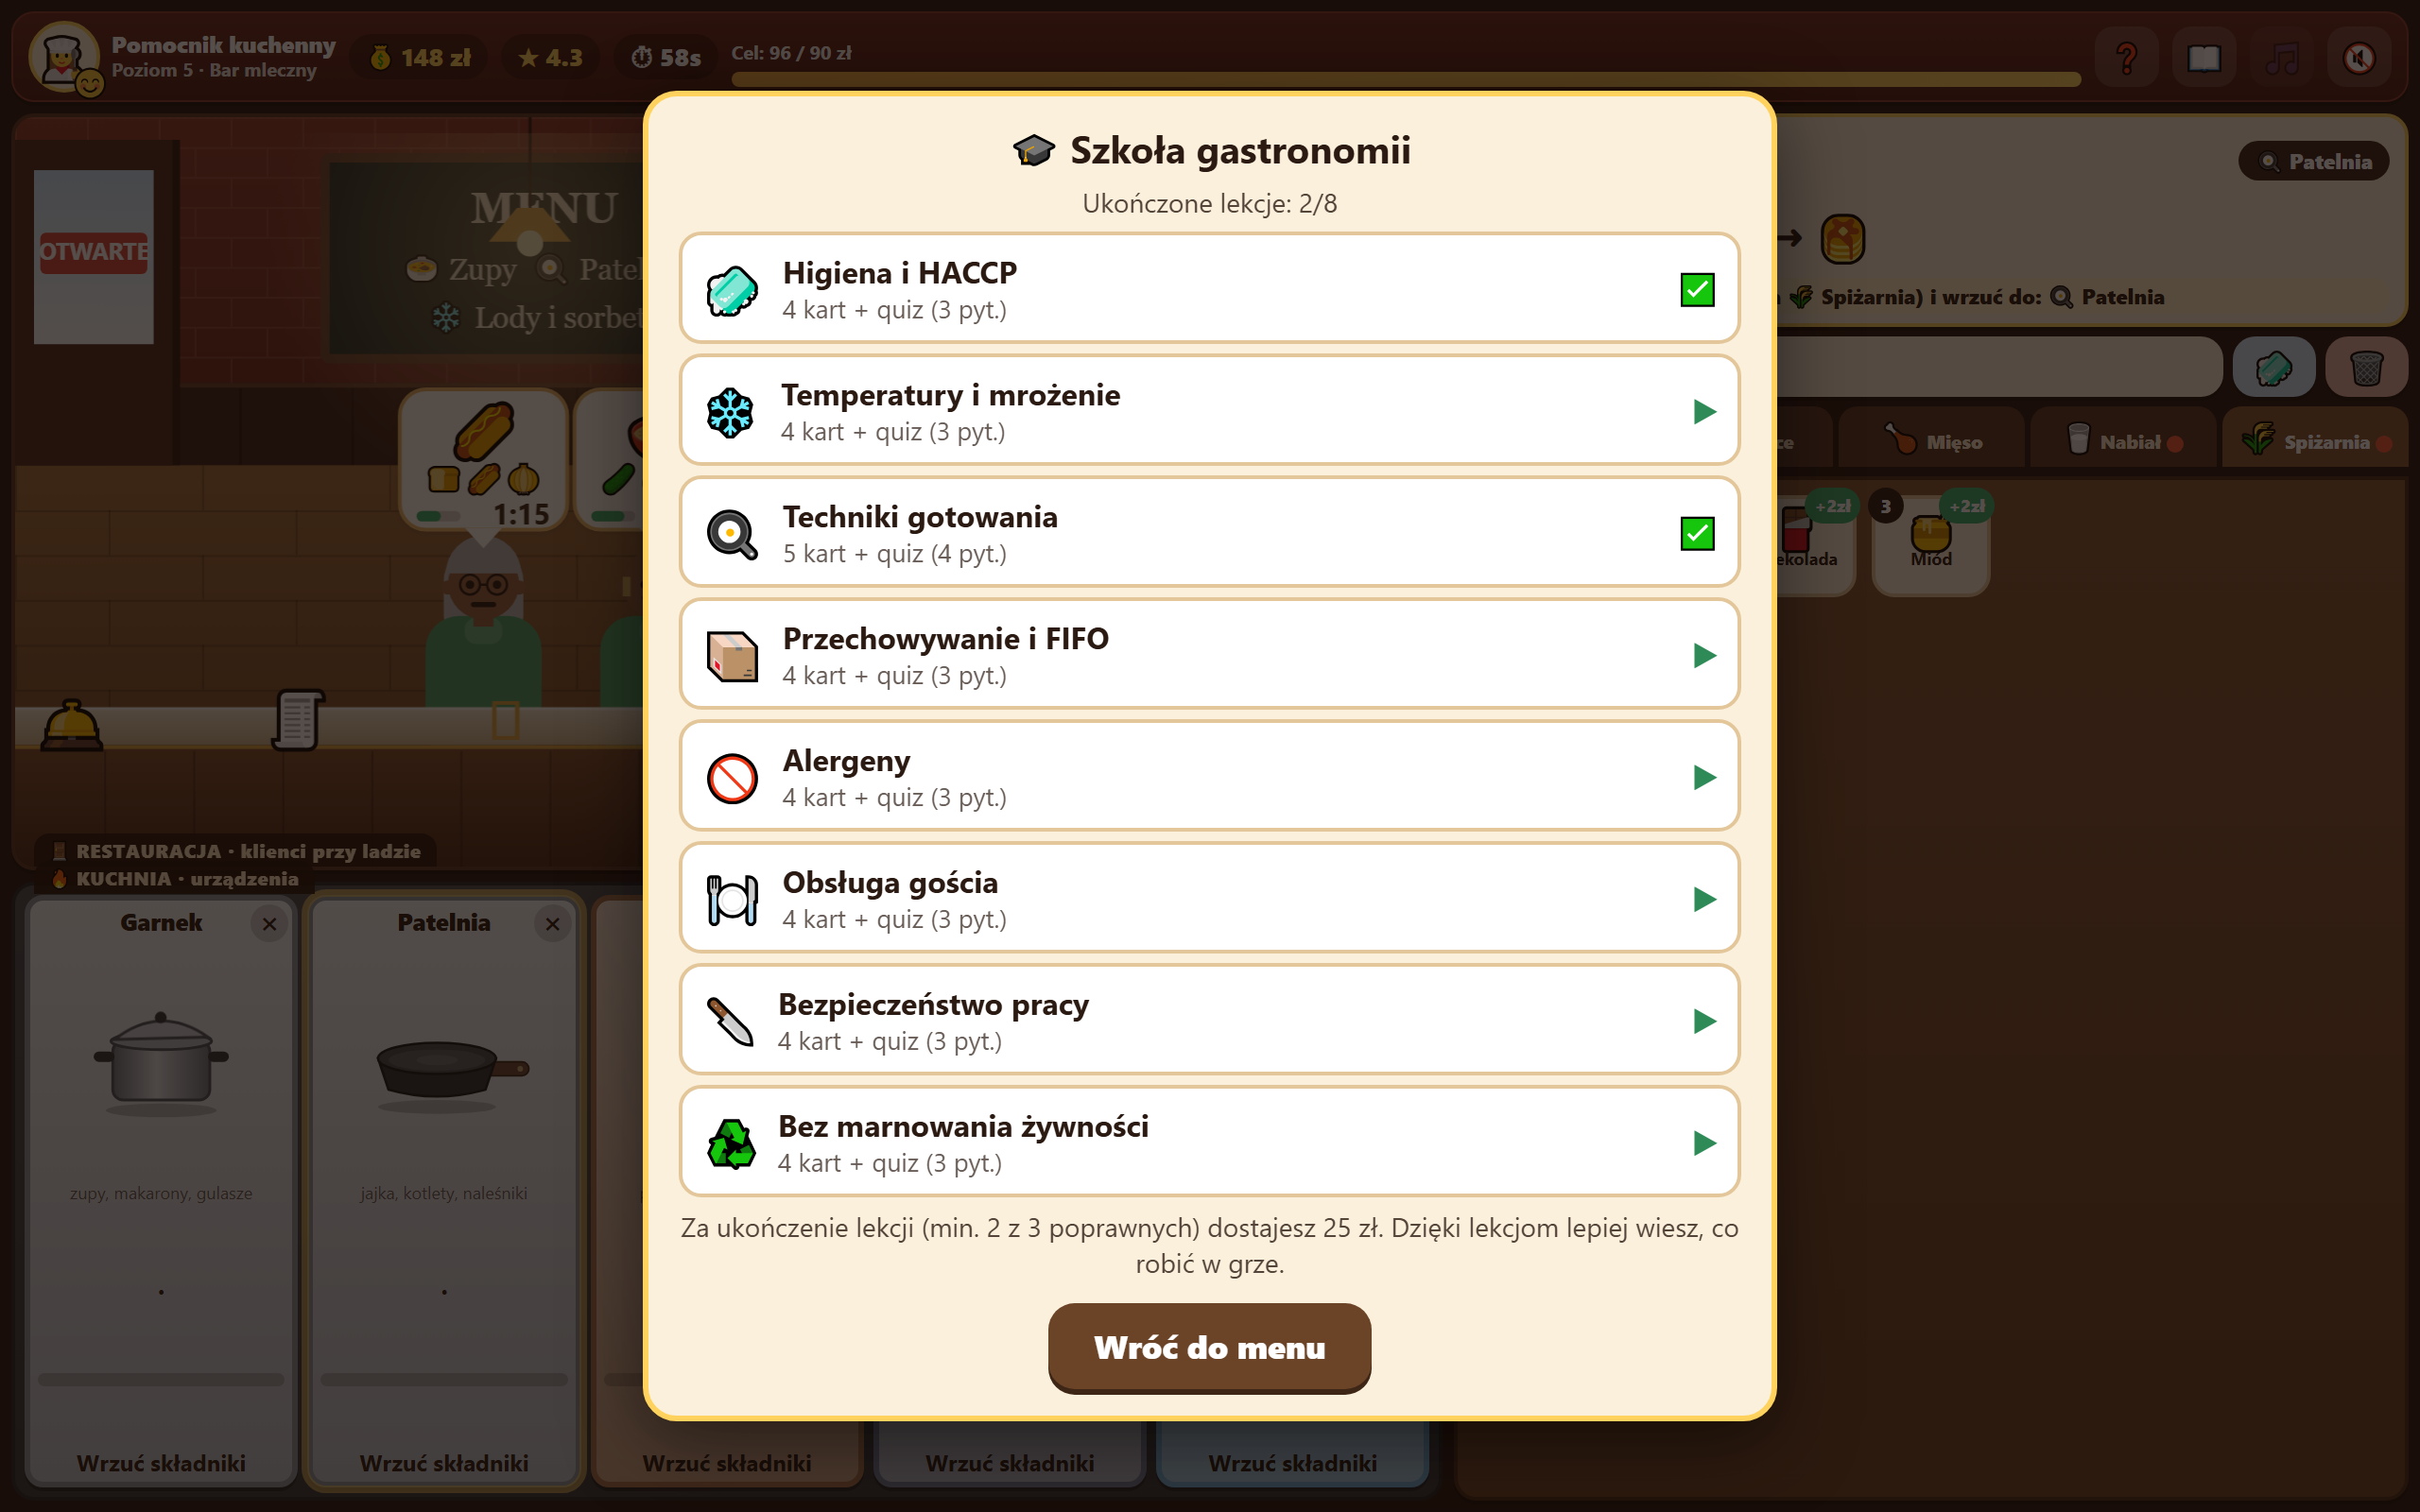 Pomocnik kuchenny
Poziom 5 · Bar mleczny
148 zł
★ 4.3
58s
Cel: 96 / 90 zł
OTWARTE
MENU
Zupy
Lody i
1:15
RESTAURACJA · klienci przy ladzie
KUCHNIA · urządzenia
Garnek
zupy, makarony, gulasze
Wrzuć składniki
Patelnia
jajka, kotlety, naleśniki
Wrzuć składniki
Wrzuć składniki
Wrzuć składniki
Wrzuć składniki
Szkoła gastronomii
Ukończone lekcje: 2/8
Higiena i HACCP
4 kart + quiz (3 pyt.)
Temperatury i mrożenie
4 kart + quiz (3 pyt.)
Techniki gotowania
5 kart + quiz (4 pyt.)
Przechowywanie i FIFO
4 kart + quiz (3 pyt.)
Alergeny
4 kart + quiz (3 pyt.)
Obsługa gościa
4 kart + quiz (3 pyt.)
Bezpieczeństwo pracy
4 kart + quiz (3 pyt.)
Bez marnowania żywności
4 kart + quiz (3 pyt.)
Za ukończenie lekcji (min. 2 z 3 poprawnych) dostajesz 25 zł. Dzięki lekcjom lepiej wiesz, co
robić w grze.
Wróć do menu
Patelnia
Spiżarnia) i wrzuć do: Patelnia
Mięso
Nabiał
Spiżarnia
+2zł
3
+2zł
Miód